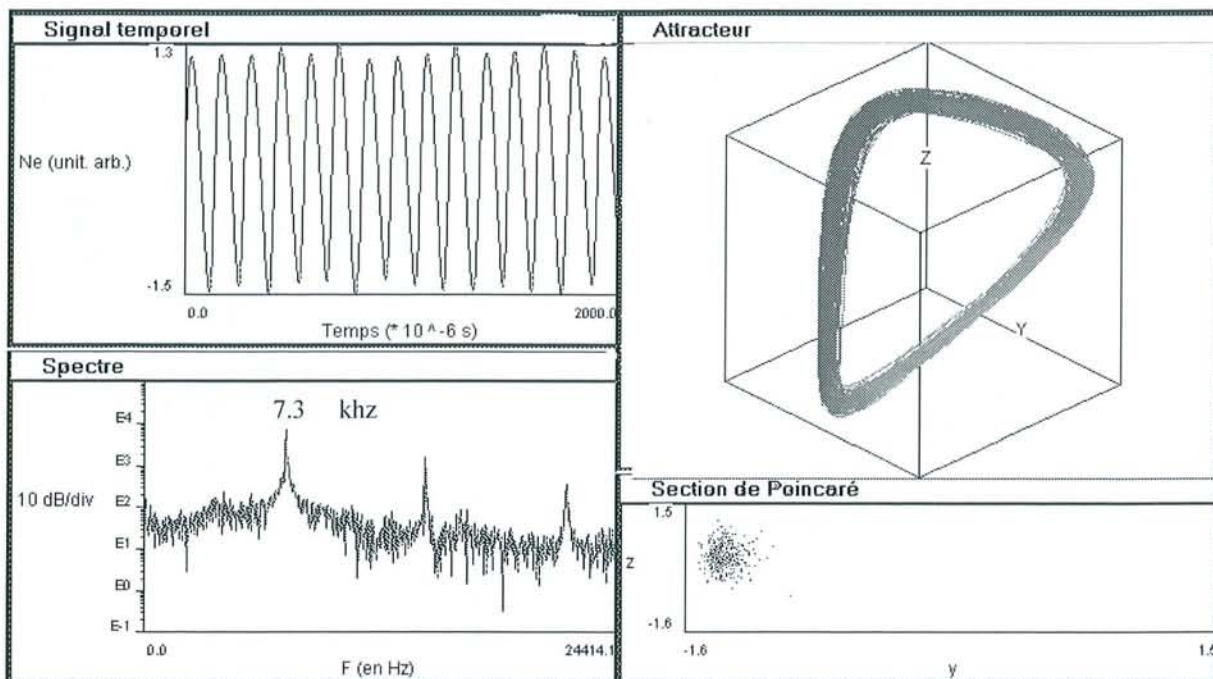 Signal temporel
1.3
Ne (unit. arb.)
-1.5
0.0
2000.0
Temps (* 10 ^ -6 s)
Attracteur
Z
Y
Spectre
7.3 khz
E4
E3
10 dB/div
E2
E1
E0
E-1
0.0
24414.1
F (en Hz)
Section de Poincaré
1.5
z
-1.6
-1.6
1.5
y